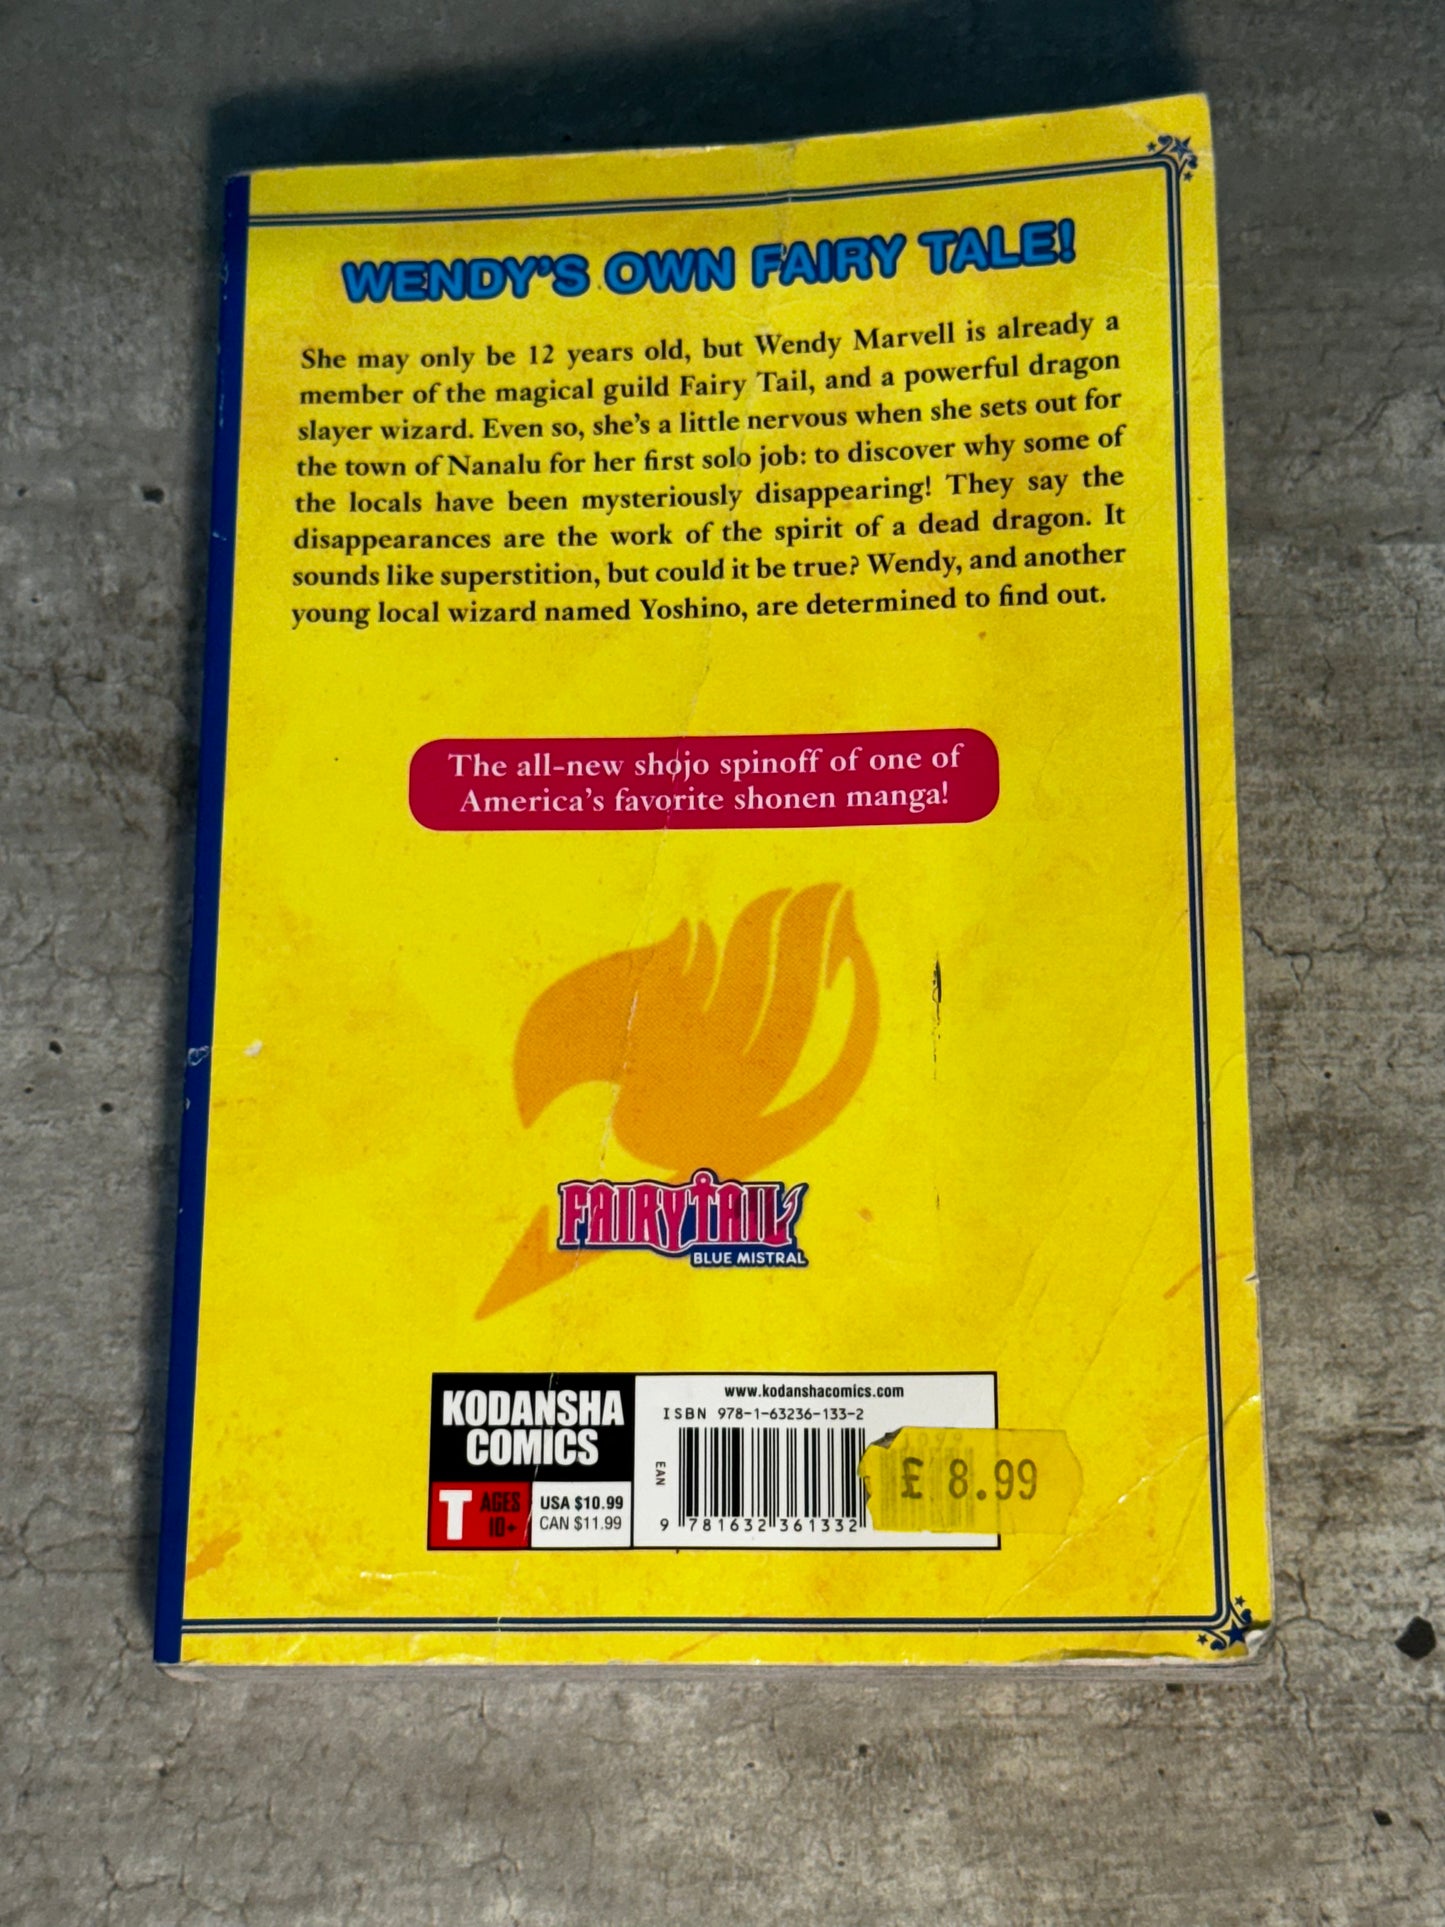 WENDY'S OWN FAIRY TALE!
She may only be 12 years old, but Wendy Marvell is already a
member of the magical guild Fairy Tail, and a powerful dragon
slayer wizard. Even so, she's a little nervous when she sets out for
the town of Nanalu for her first solo job: to discover why some of
the locals have been mysteriously disappearing! They say the
disappearances are the work of the spirit of a dead dragon. It
sounds like superstition, but could it be true? Wendy, and another
young local wizard named Yoshino, are determined to find out.
The all-new shojo spinoff of one of
America's favorite shonen manga!
FAIRY TAIL
BLUE MISTRAL
KODANSHA
COMICS
T AGES
10+
USA $10.99
CAN $11.99
www.kodanshacomics.com
ISBN 978-1-63236-133-2
EAN
9 781632 361332
£ 8.99